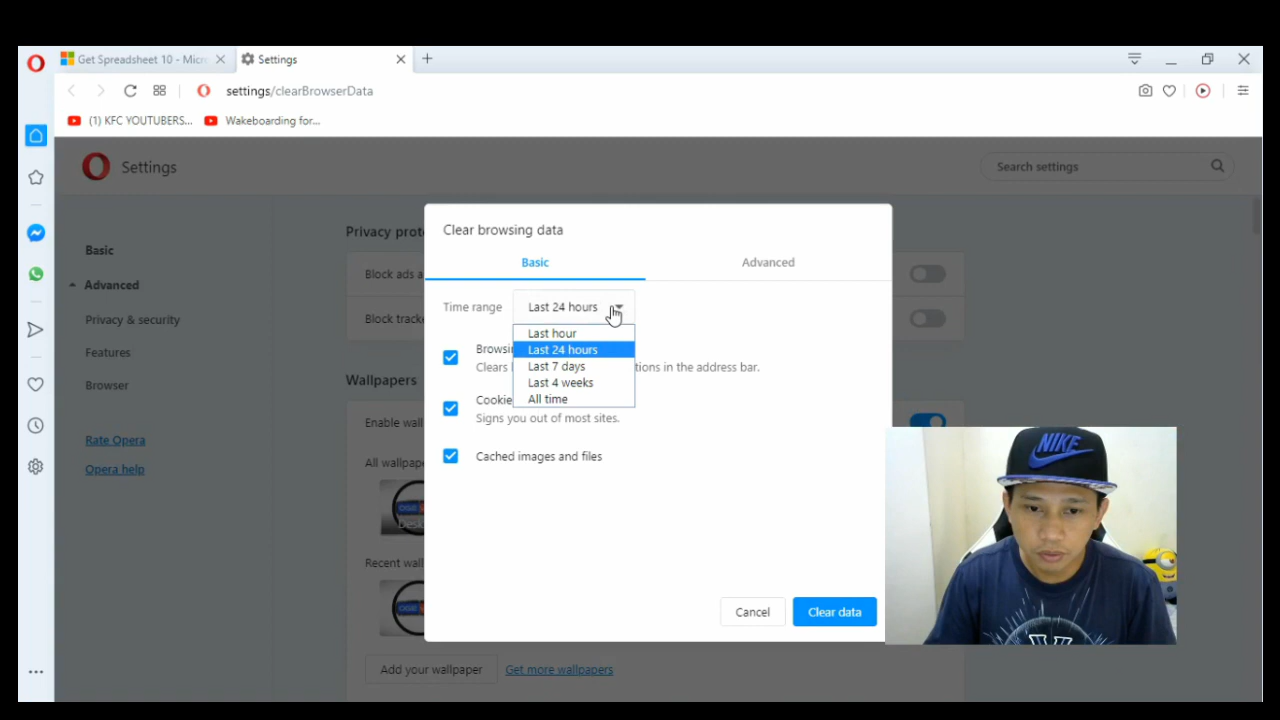 Get Spreadsheet 10 - Micr
Settings
settings/clearBrowserData
(1) KFC YOUTUBERS...
Wakeboarding for...
Settings
Search settings
Basic
Advanced
Privacy & security
Features
Browser
Rate Opera
Opera help
Privacy prote
Block ads a
Block tracke
Wallpapers
Enable wall
All wallpape
Recent wall
Add your wallpaper
Get more wallpapers
Clear browsing data
Basic
Advanced
Time range
Last 24 hours
Last hour
Last 24 hours
Last 7 days
Last 4 weeks
All time
Browsin
Clears
tions in the address bar.
Cookie
Signs you out of most sites.
Cached images and files
Cancel
Clear data
NIKE